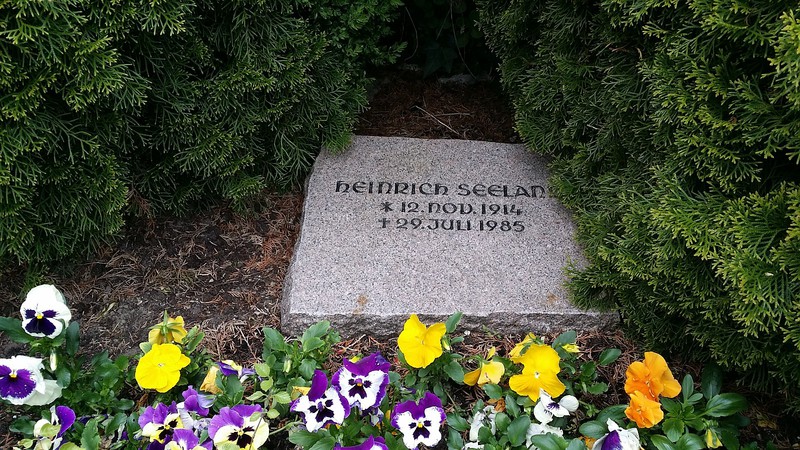 HEINRICH SEELAN
* 12. NOV. 1914
† 29. JULI 1985